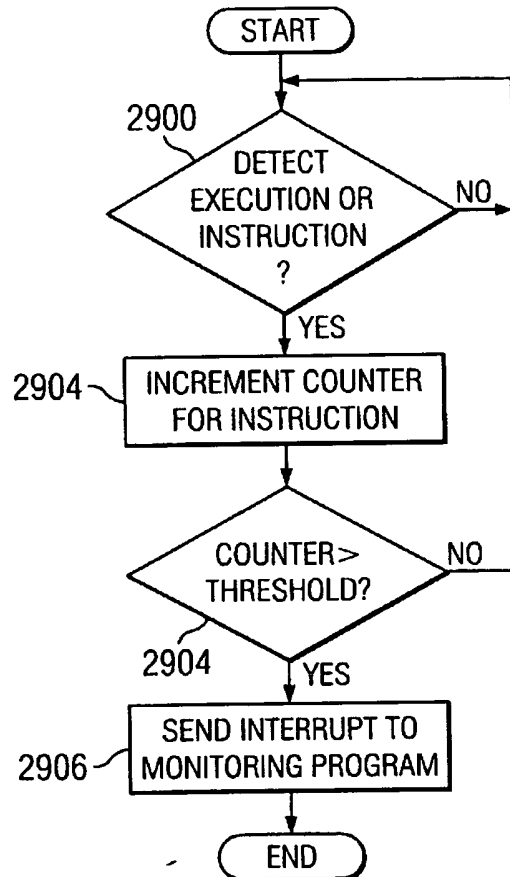 START
2900
DETECT
EXECUTION OR
INSTRUCTION
?
NO
YES
2904
INCREMENT COUNTER
FOR INSTRUCTION
COUNTER>
THRESHOLD?
NO
2904
YES
SEND INTERRUPT TO
MONITORING PROGRAM
2906
END